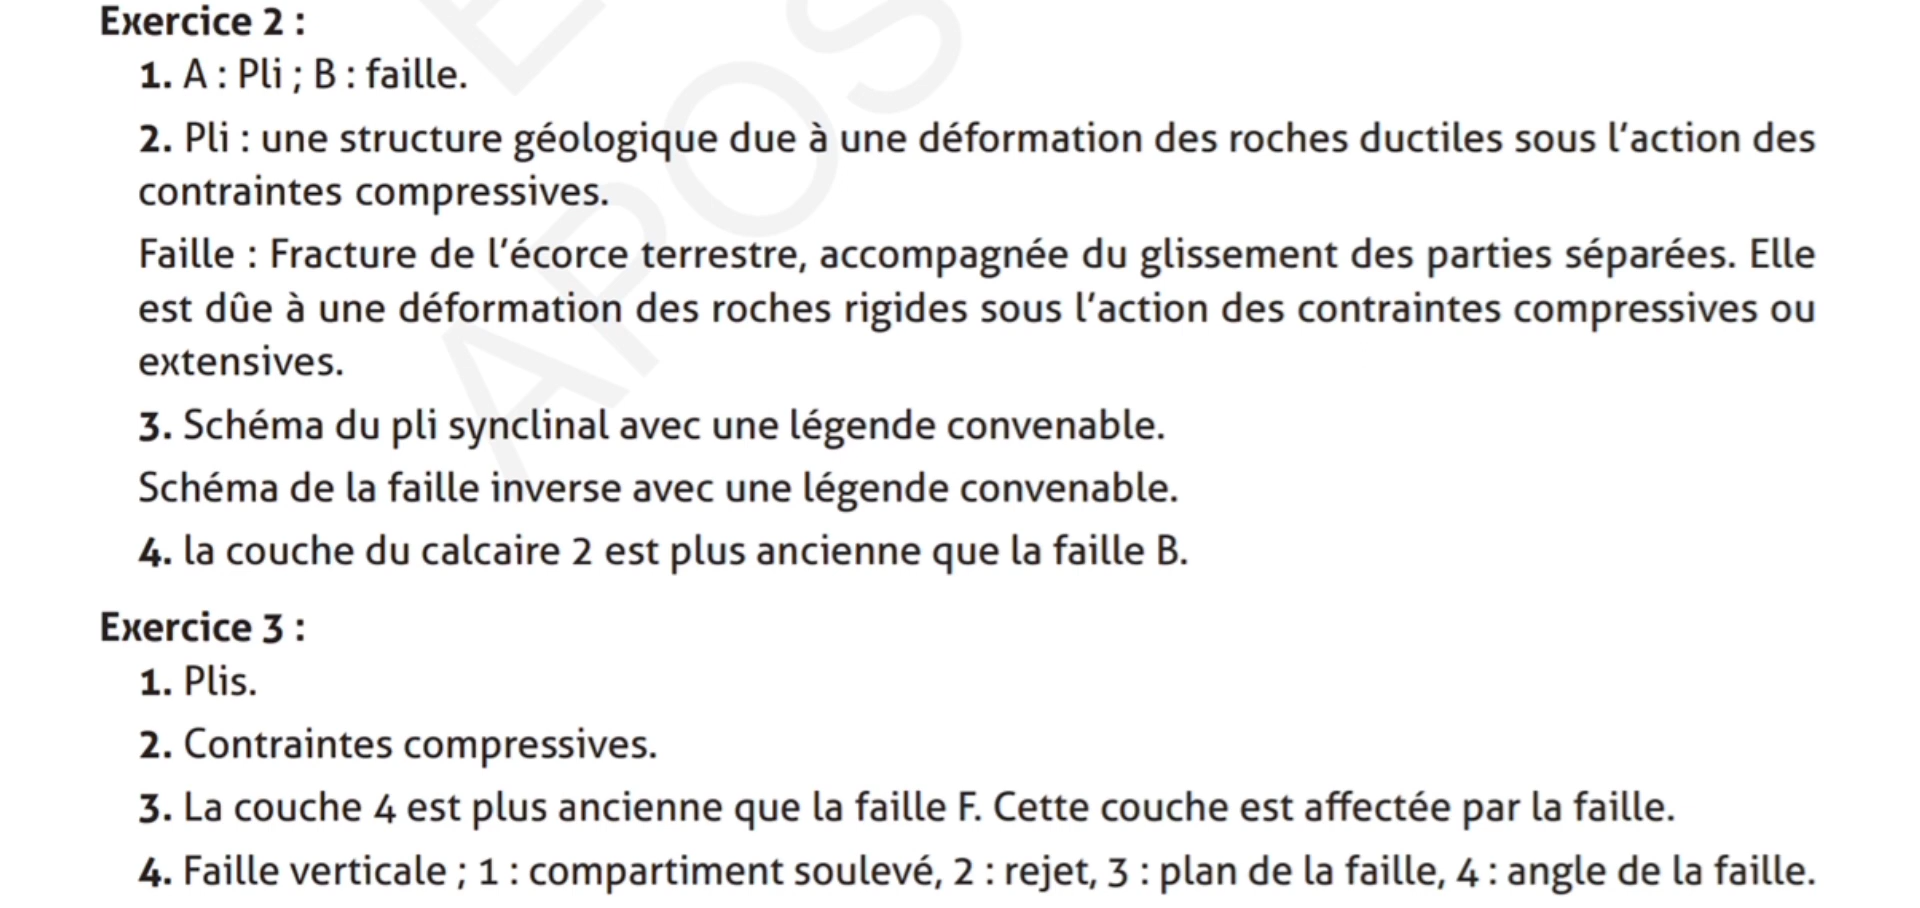 Exercice 2 :
1. A : Pli ; B : faille.
2. Pli : une structure géologique due à une déformation des roches ductiles sous l'action des
contraintes compressives.
Faille : Fracture de l'écorce terrestre, accompagnée du glissement des parties séparées. Elle
est dûe à une déformation des roches rigides sous l'action des contraintes compressives ou
extensives.
3. Schéma du pli synclinal avec une légende convenable.
Schéma de la faille inverse avec une légende convenable.
4. la couche du calcaire 2 est plus ancienne que la faille B.
Exercice 3 :
1. Plis.
2. Contraintes compressives.
3. La couche 4 est plus ancienne que la faille F. Cette couche est affectée par la faille.
4. Faille verticale ; 1 : compartiment soulevé, 2 : rejet, 3 : plan de la faille, 4 : angle de la faille.